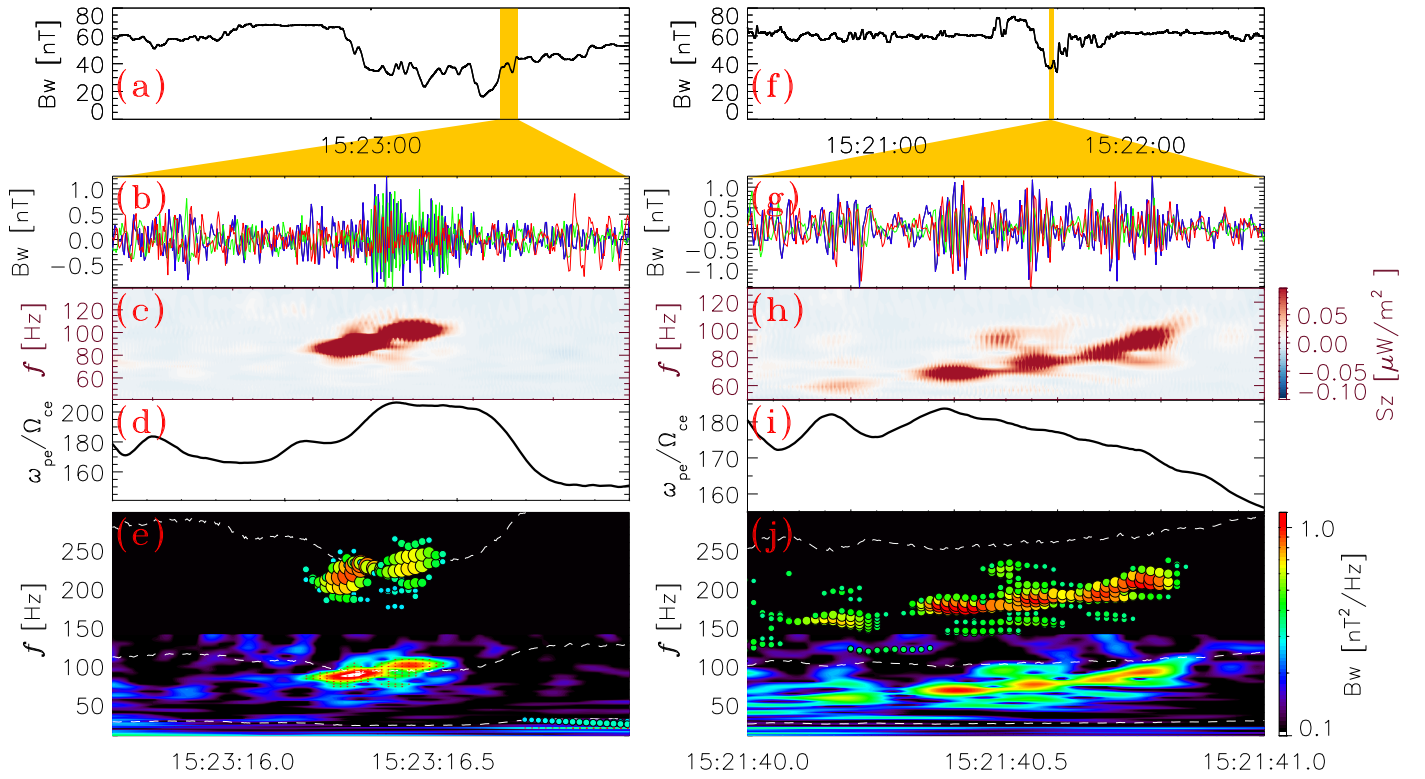 80
60
40
20
0
Bw [nT]
(a)
15:23:00
80
60
40
20
0
Bw [nT]
(f)
15:21:00
15:22:00
1.0
0.5
0.0
−0.5
Bw [nT]
(b)
1.0
0.5
0.0
−0.5
−1.0
Bw [nT]
(g)
120
100
80
60
f [Hz]
(c)
120
100
80
60
f [Hz]
(h)
0.05
0.00
−0.05
−0.10
Sz [μW/m²]
200
180
160
ω_pe/Ω_ce
(d)
180
170
160
ω_pe/Ω_ce
(i)
250
200
150
100
50
f [Hz]
(e)
15:23:16.0
15:23:16.5
250
200
150
100
50
f [Hz]
(j)
15:21:40.0
15:21:40.5
15:21:41.0
1.0
0.1
Bw [nT²/Hz]